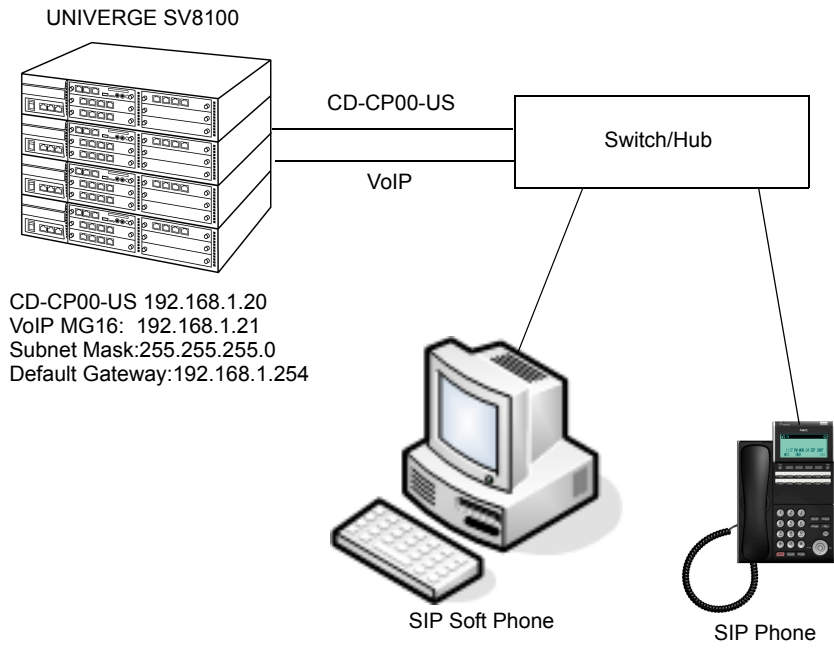 UNIVERGE SV8100
CD-CP00-US
Switch/Hub
VoIP
CD-CP00-US 192.168.1.20
VoIP MG16: 192.168.1.21
Subnet Mask:255.255.255.0
Default Gateway:192.168.1.254
SIP Soft Phone
SIP Phone